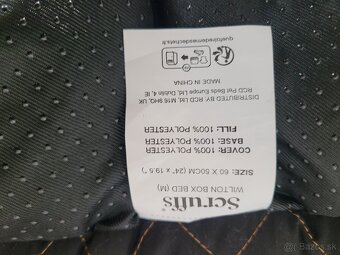 Scruffs
WILTON BOX BED (M)
SIZE: 60 X 50CM (24" x 19.5")
COVER: 100% POLYESTER
BASE: 100% POLYESTER
FILL: 100% POLYESTER
DISTRIBUTED BY RCD Ltd, M16 9HQ, UK
RCD Pet Beds Europe Ltd, Dublin 4, IE
MADE IN CHINA
quefairedemesdechets.fr
Bazos.sk